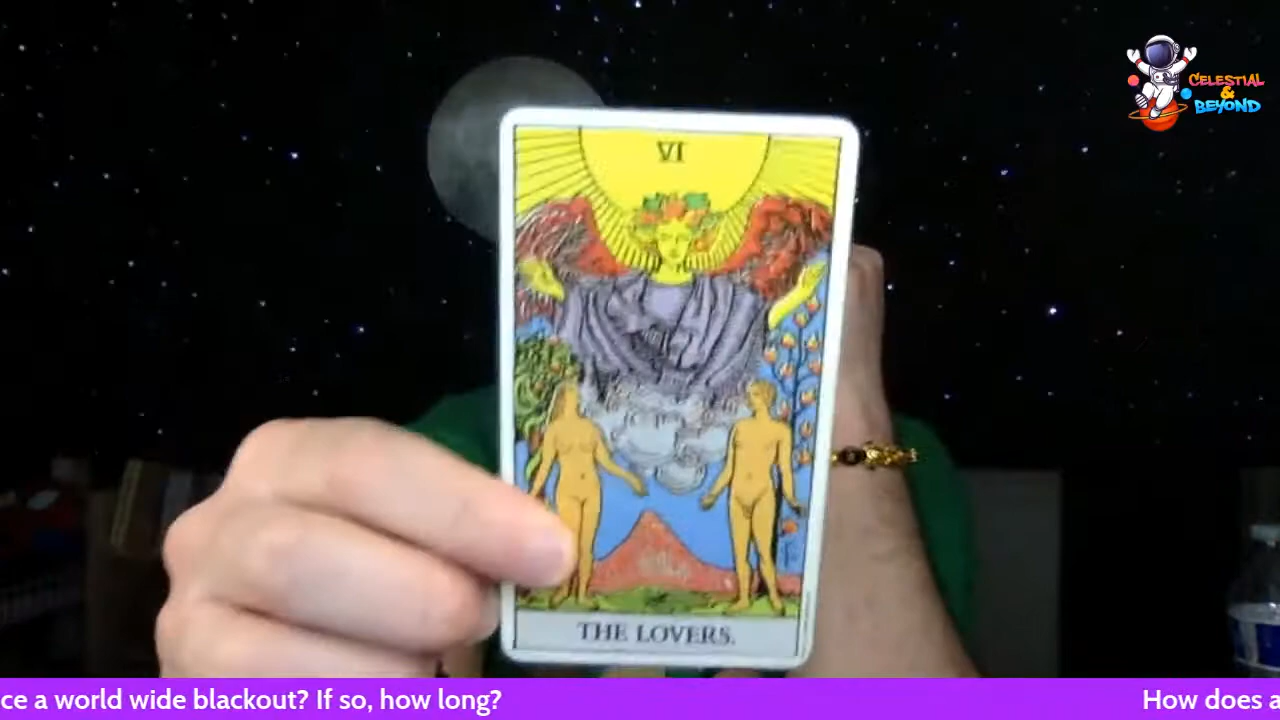 CELESTIAL
&
BEYOND
VI
THE LOVERS.
ce a world wide blackout? If so, how long?
How does a